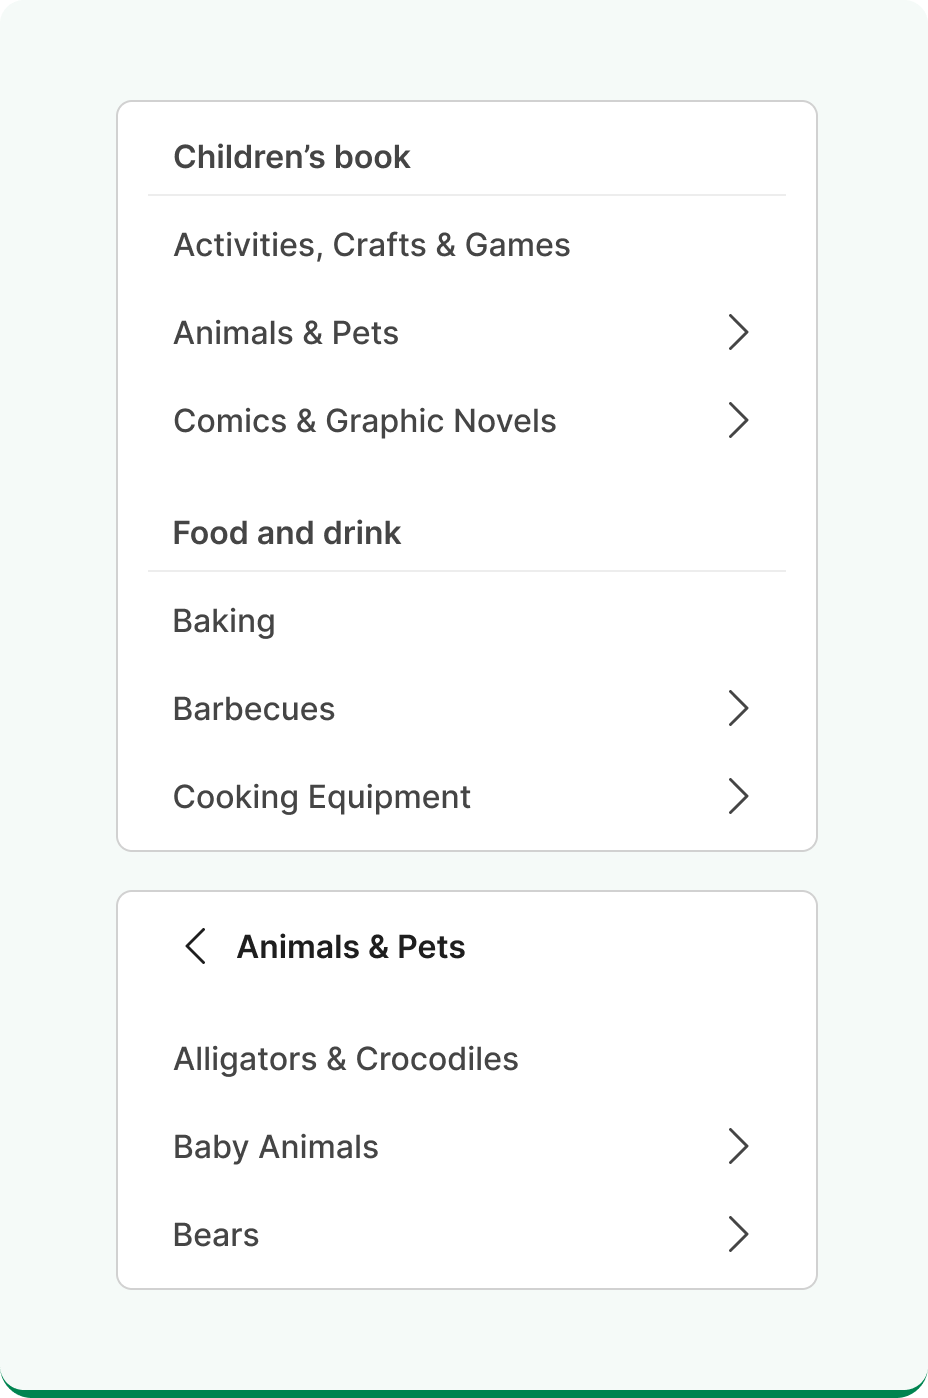 Children’s book
Activities, Crafts & Games
Animals & Pets
Comics & Graphic Novels
Food and drink
Baking
Barbecues
Cooking Equipment
Animals & Pets
Alligators & Crocodiles
Baby Animals
Bears